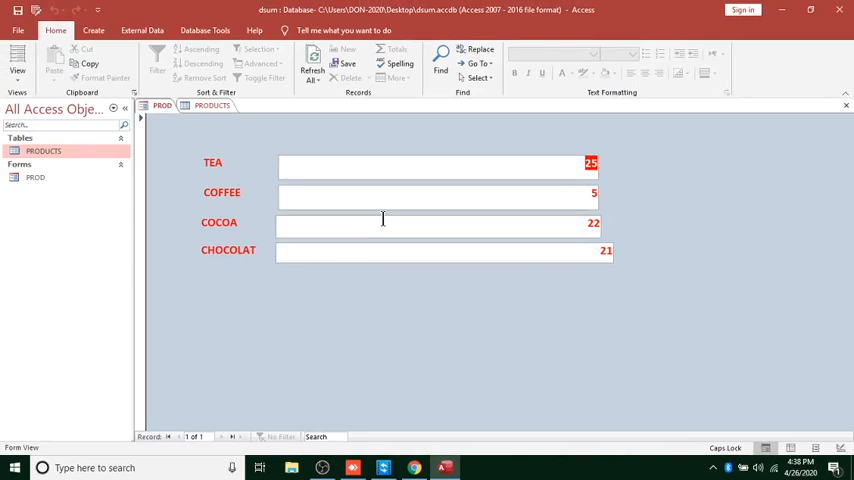 dsum : Database- C:\Users\DON-2020\Desktop\dsum.accdb (Access 2007 - 2016 file format) - Access
Sign in
File Home Create External Data Database Tools Help Tell me what you want to do
View
Views
Paste
Cut
Copy
Format Painter
Clipboard
Filter
Ascending
Descending
Remove Sort
Selection
Advanced
Toggle Filter
Sort & Filter
Refresh All
New
Save
Delete
Totals
Spelling
More
Records
Find
Replace
Go To
Select
Find
B I U
Text Formatting
All Access Obje...
Search...
Tables
PRODUCTS
Forms
PROD
PROD PRODUCTS
TEA 25
COFFEE 5
COCOA 22
CHOCOLAT 21
Record: 1 of 1 No Filter Search
Form View
Caps Lock
Type here to search
4:38 PM
4/26/2020